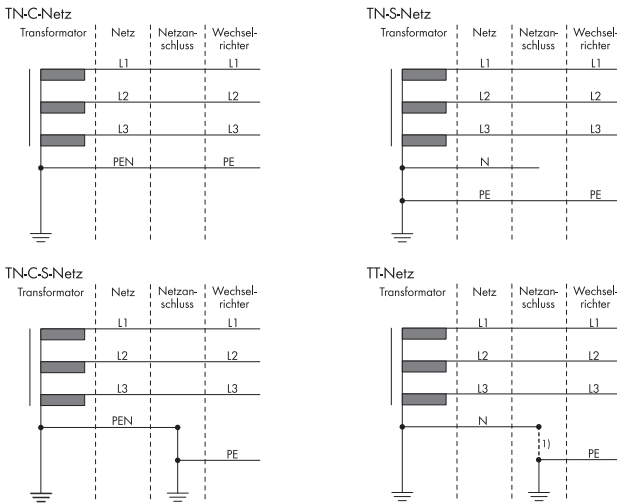 TN-C-Netz
Transformator
Netz
Netzan-
schluss
Wechsel-
richter
L1
L1
L2
L2
L3
L3
PEN
PE
TN-S-Netz
Transformator
Netz
Netzan-
schluss
Wechsel-
richter
L1
L1
L2
L2
L3
L3
N
PE
PE
TN-C-S-Netz
Transformator
Netz
Netzan-
schluss
Wechsel-
richter
L1
L1
L2
L2
L3
L3
PEN
PE
TT-Netz
Transformator
Netz
Netzan-
schluss
Wechsel-
richter
L1
L1
L2
L2
L3
L3
N
1)
PE